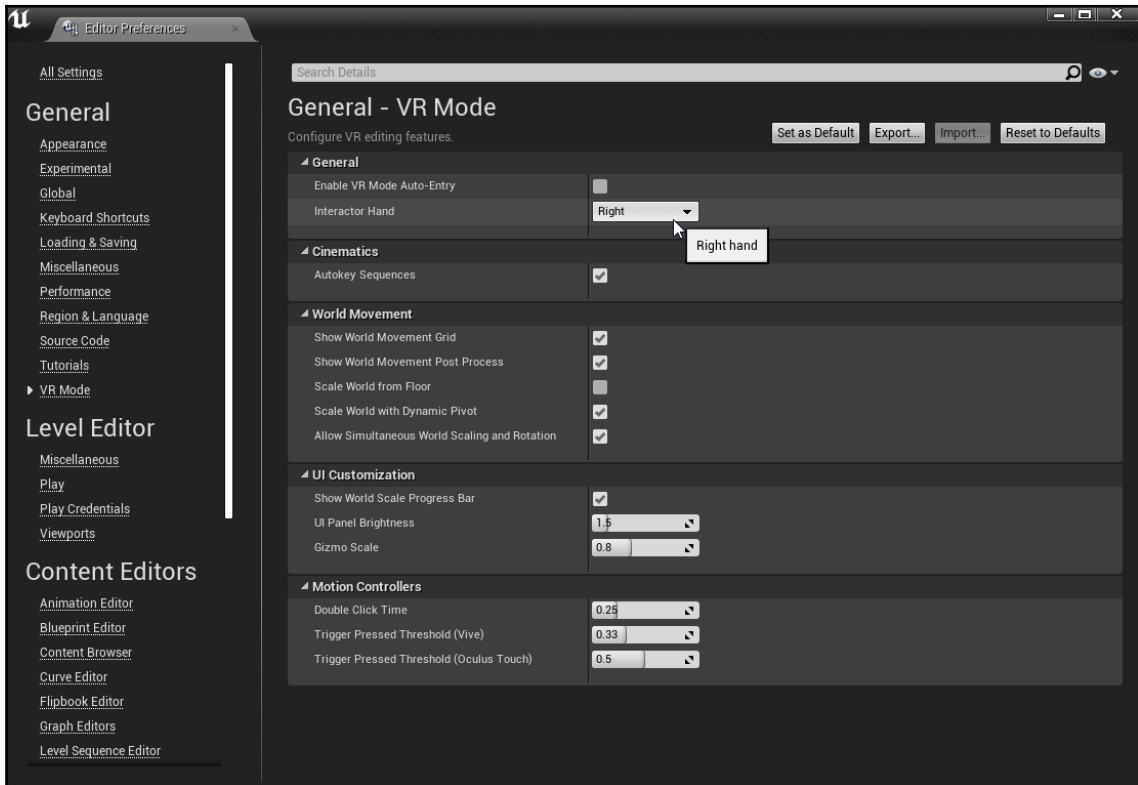 Editor Preferences
All Settings
General
Appearance
Experimental
Global
Keyboard Shortcuts
Loading & Saving
Miscellaneous
Performance
Region & Language
Source Code
Tutorials
VR Mode
Level Editor
Miscellaneous
Play
Play Credentials
Viewports
Content Editors
Animation Editor
Blueprint Editor
Content Browser
Curve Editor
Flipbook Editor
Graph Editors
Level Sequence Editor
Search Details
General - VR Mode
Configure VR editing features.
Set as Default Export... Import... Reset to Defaults
General
Enable VR Mode Auto-Entry
Interactor Hand Right
Right hand
Cinematics
Autokey Sequences
World Movement
Show World Movement Grid
Show World Movement Post Process
Scale World from Floor
Scale World with Dynamic Pivot
Allow Simultaneous World Scaling and Rotation
UI Customization
Show World Scale Progress Bar
UI Panel Brightness 1.5
Gizmo Scale 0.8
Motion Controllers
Double Click Time 0.25
Trigger Pressed Threshold (Vive) 0.33
Trigger Pressed Threshold (Oculus Touch) 0.5